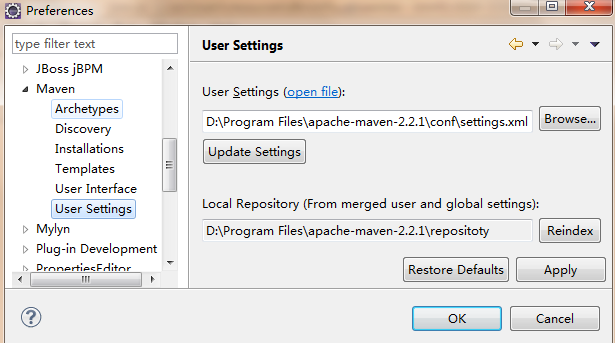 Preferences
type filter text
JBoss jBPM
Maven
Archetypes
Discovery
Installations
Templates
User Interface
User Settings
Mylyn
Plug-in Development
PropertiesEditor
User Settings
User Settings (open file):
D:\Program Files\apache-maven-2.2.1\conf\settings.xml
Browse...
Update Settings
Local Repository (From merged user and global settings):
D:\Program Files\apache-maven-2.2.1\repositoty
Reindex
Restore Defaults
Apply
?
OK
Cancel